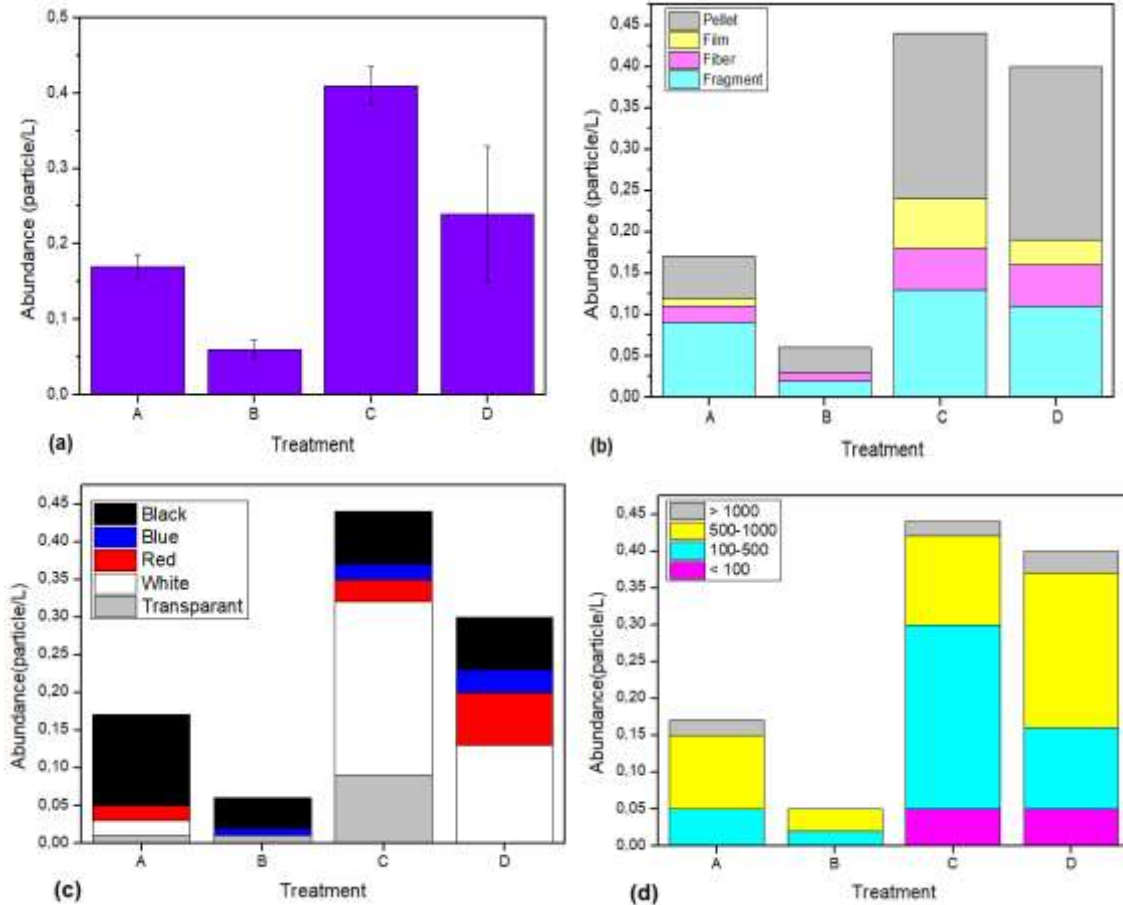 0,5
0,4
0,3
0,2
0,1
0,0
Abundance (particle/L)
A B C D
Treatment
(a)
Pellet
Film
Fiber
Fragment
0,45
0,40
0,35
0,30
0,25
0,20
0,15
0,10
0,05
0,00
Abundance (particle/L)
A B C D
Treatment
(b)
Black
Blue
Red
White
Transparant
0,45
0,40
0,35
0,30
0,25
0,20
0,15
0,10
0,05
0,00
Abundance(particle/L)
A B C D
Treatment
(c)
> 1000
500-1000
100-500
< 100
0,45
0,40
0,35
0,30
0,25
0,20
0,15
0,10
0,05
0,00
Abundance(particle/L)
A B C D
Treatment
(d)